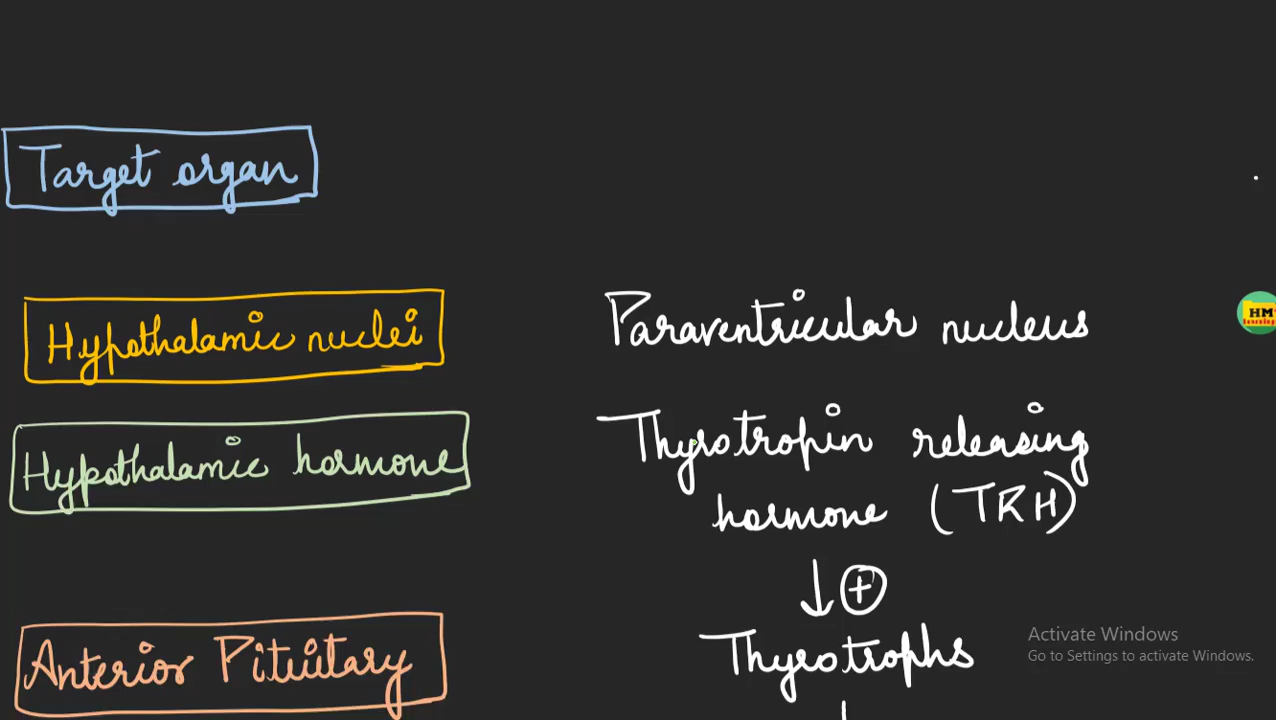 Target organ
Hypothalamic nuclei
Paraventricular nucleus
Hypothalamic hormone
Thyrotropin releasing
hormone (TRH)
↓ +
Anterior Pituitary
Thyrotrophs
HM
Activate Windows
Go to Settings to activate Windows.